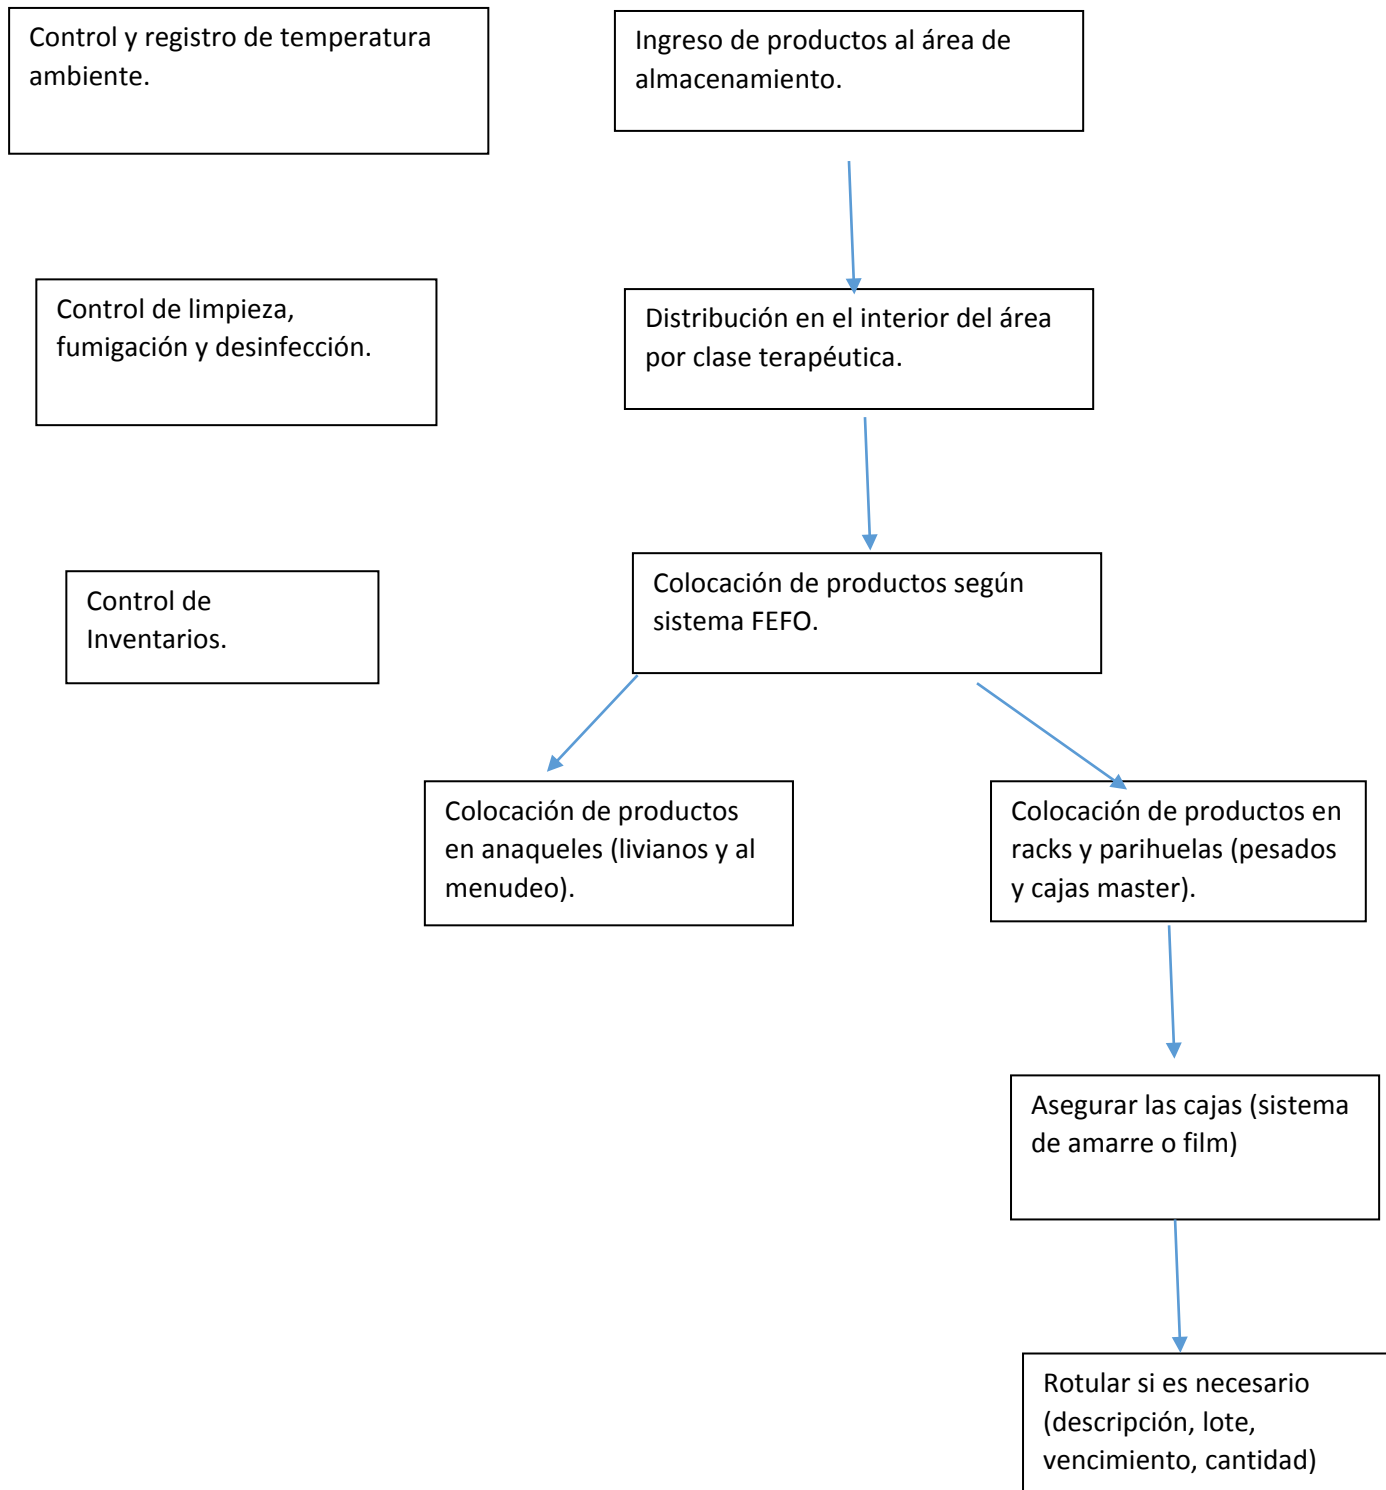 Control y registro de temperatura
ambiente.
Ingreso de productos al área de
almacenamiento.
Control de limpieza,
fumigación y desinfección.
Distribución en el interior del área
por clase terapéutica.
Control de
Inventarios.
Colocación de productos según
sistema FEFO.
Colocación de productos
en anaqueles (livianos y al
menudeo).
Colocación de productos en
racks y parihuelas (pesados
y cajas master).
Asegurar las cajas (sistema
de amarre o film)
Rotular si es necesario
(descripción, lote,
vencimiento, cantidad)